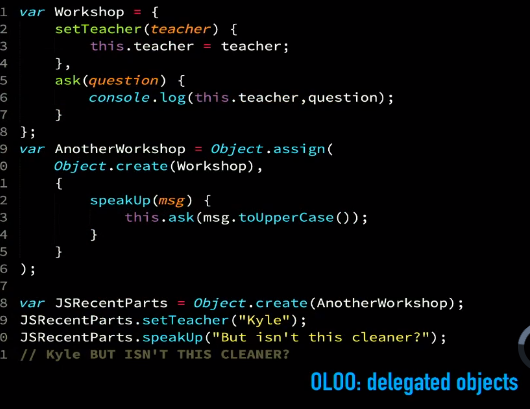 1 var Workshop = {
2     setTeacher(teacher) {
3         this.teacher = teacher;
4     },
5     ask(question) {
6         console.log(this.teacher,question);
7     }
8 };
9 var AnotherWorkshop = Object.assign(
0     Object.create(Workshop),
1     {
2         speakUp(msg) {
3             this.ask(msg.toUpperCase());
4         }
5     }
6 );
7
8 var JSRecentParts = Object.create(AnotherWorkshop);
9 JSRecentParts.setTeacher("Kyle");
0 JSRecentParts.speakUp("But isn't this cleaner?");
1 // Kyle BUT ISN'T THIS CLEANER?
OLOO: delegated objects